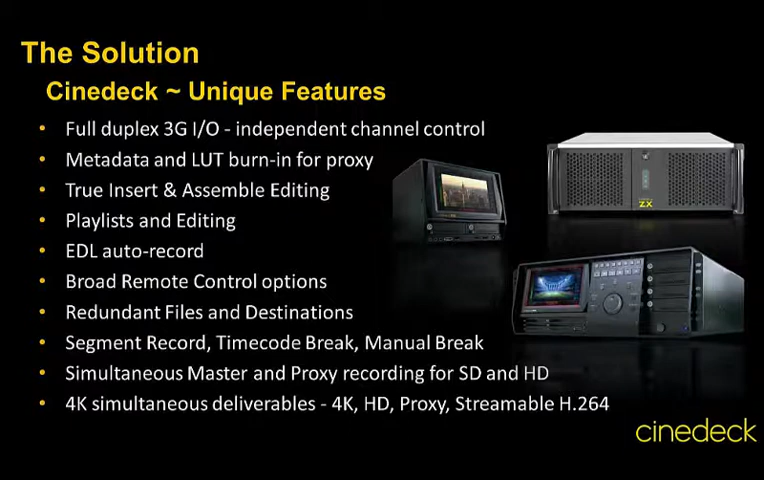 The Solution
Cinedeck ~ Unique Features
• Full duplex 3G I/O - independent channel control
• Metadata and LUT burn-in for proxy
• True Insert & Assemble Editing
• Playlists and Editing
• EDL auto-record
• Broad Remote Control options
• Redundant Files and Destinations
• Segment Record, Timecode Break, Manual Break
• Simultaneous Master and Proxy recording for SD and HD
• 4K simultaneous deliverables - 4K, HD, Proxy, Streamable H.264
ZX
cinedeck